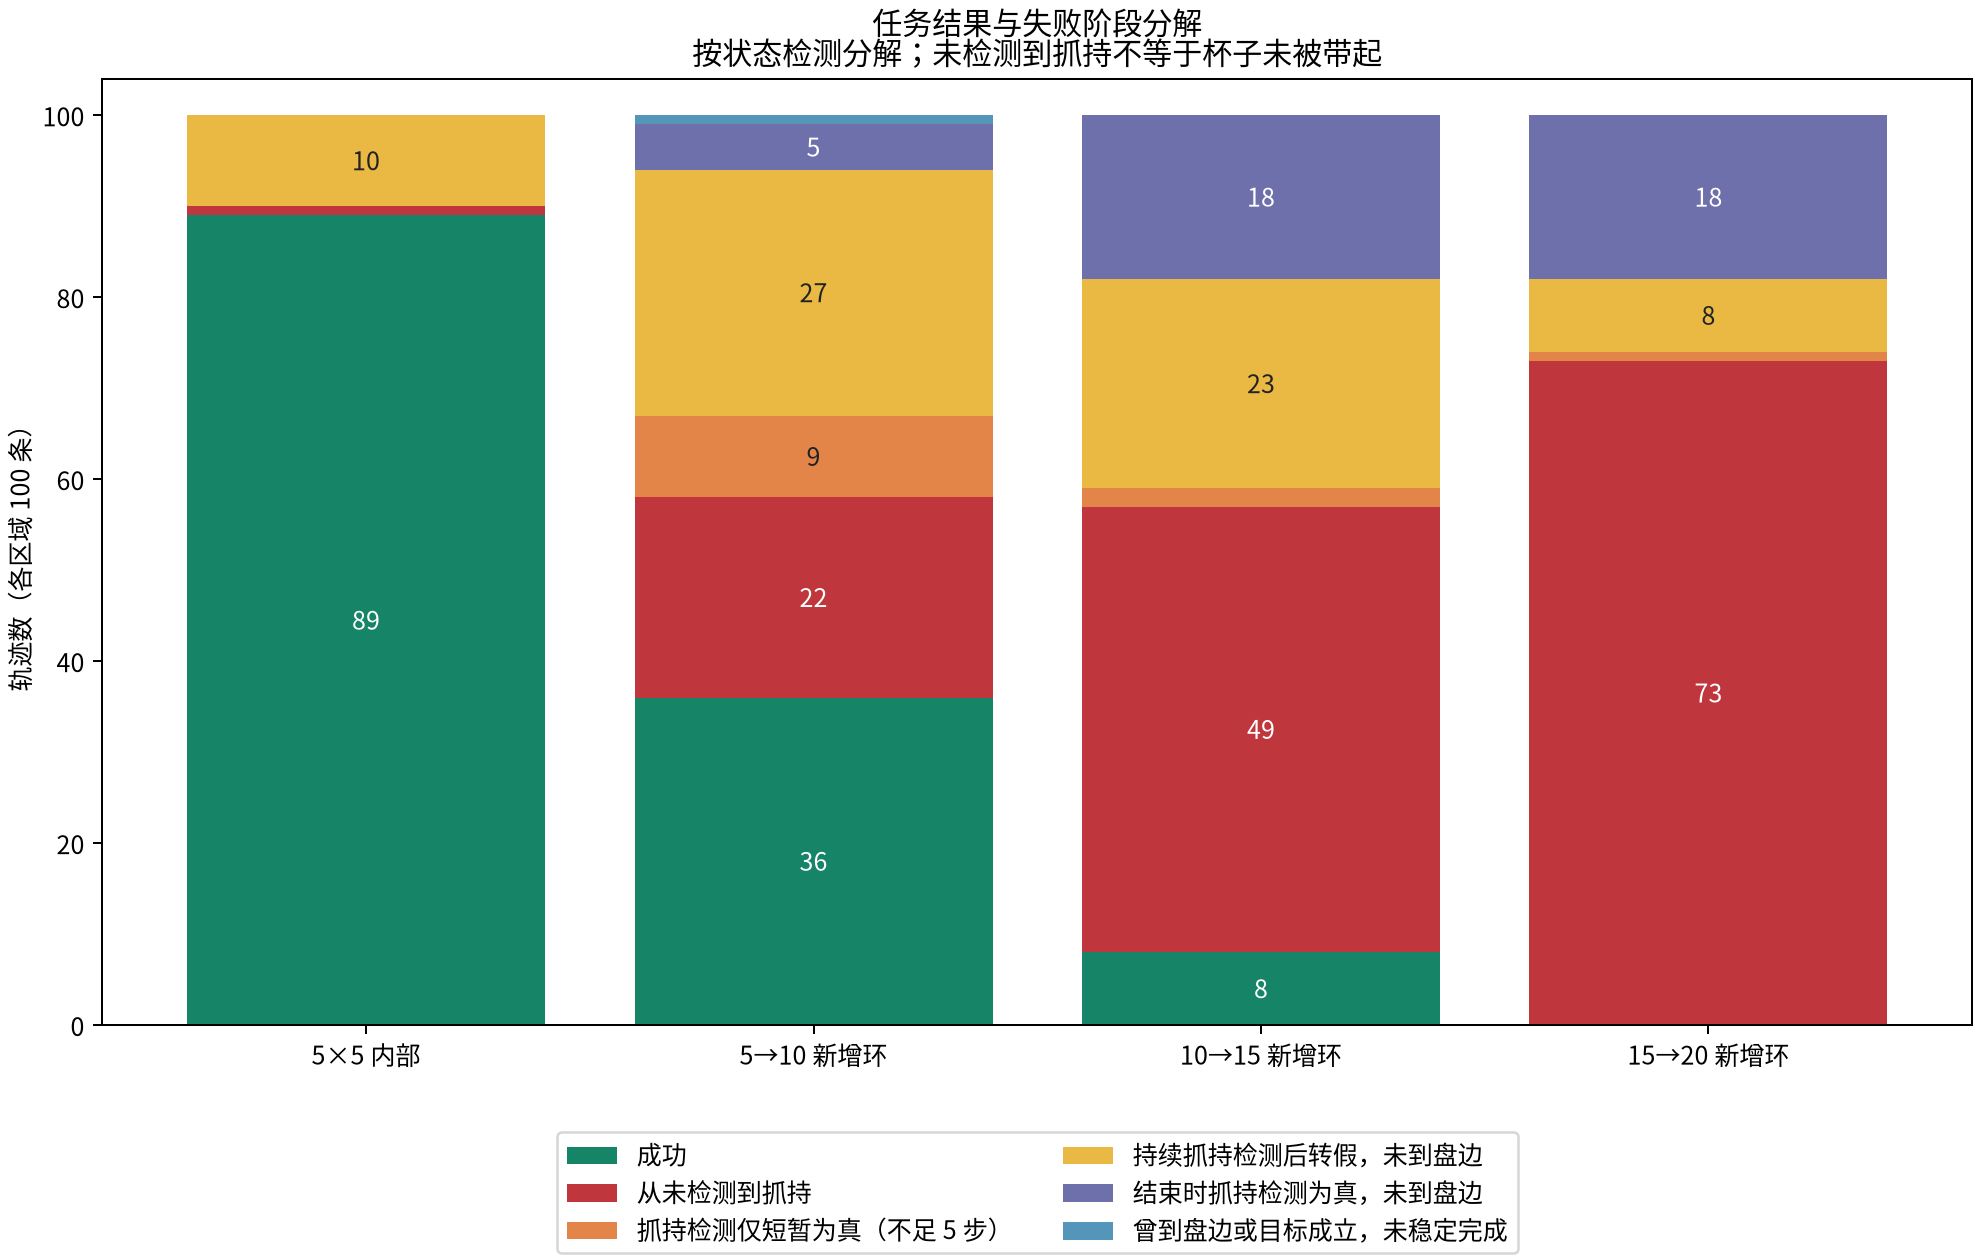 任务结果与失败阶段分解
按状态检测分解；未检测到抓持不等于杯子未被带起
轨迹数（各区域 100 条）
100
80
60
40
20
0
10
89
5
27
9
22
36
18
23
49
8
18
8
73
5×5 内部
5→10 新增环
10→15 新增环
15→20 新增环
成功
从未检测到抓持
抓持检测仅短暂为真（不足 5 步）
持续抓持检测后转假，未到盘边
结束时抓持检测为真，未到盘边
曾到盘边或目标成立，未稳定完成